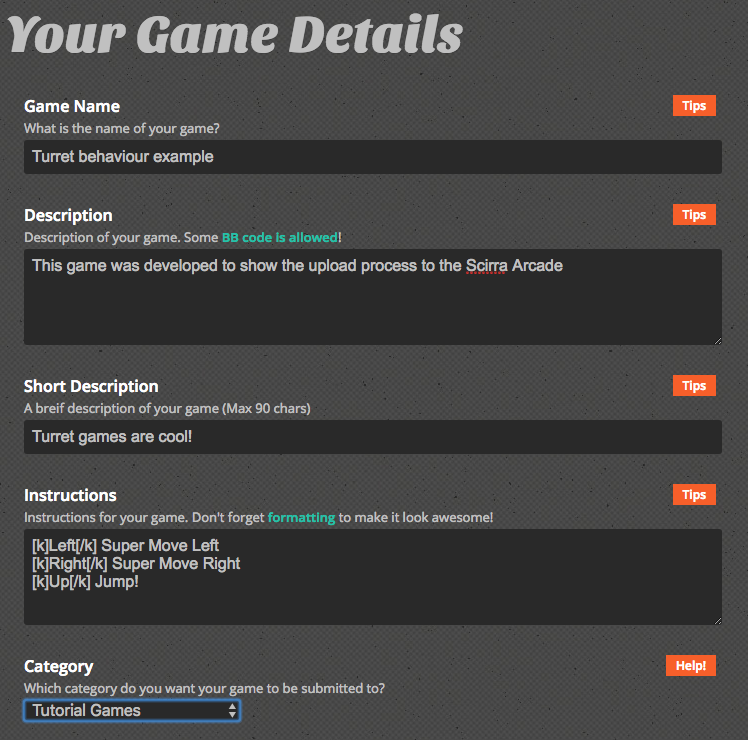 Your Game Details
Game Name
Tips
What is the name of your game?
Turret behaviour example
Description
Tips
Description of your game. Some BB code is allowed!
This game was developed to show the upload process to the Scirra Arcade
Short Description
Tips
A breif description of your game (Max 90 chars)
Turret games are cool!
Instructions
Tips
Instructions for your game. Don't forget formatting to make it look awesome!
[k]Left[/k] Super Move Left
[k]Right[/k] Super Move Right
[k]Up[/k] Jump!
Category
Help!
Which category do you want your game to be submitted to?
Tutorial Games